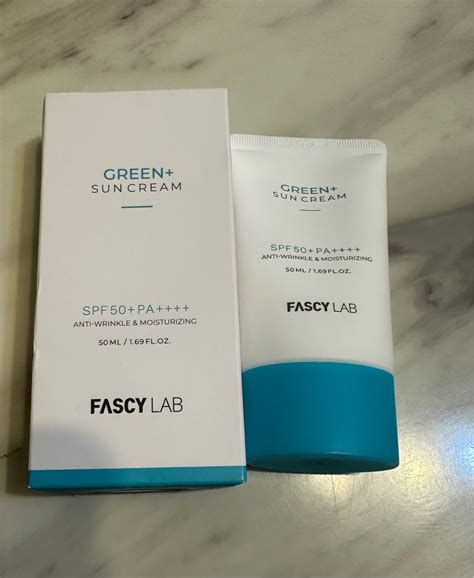 GREEN+
SUN CREAM
SPF50+PA++++
ANTI-WRINKLE & MOISTURIZING
50 ML / 1.69 FL.OZ.
FASCY LAB
GREEN+
SUN CREAM
SPF50+PA++++
ANTI-WRINKLE & MOISTURIZING
50 ML / 1.69 FL.OZ.
FASCY LAB